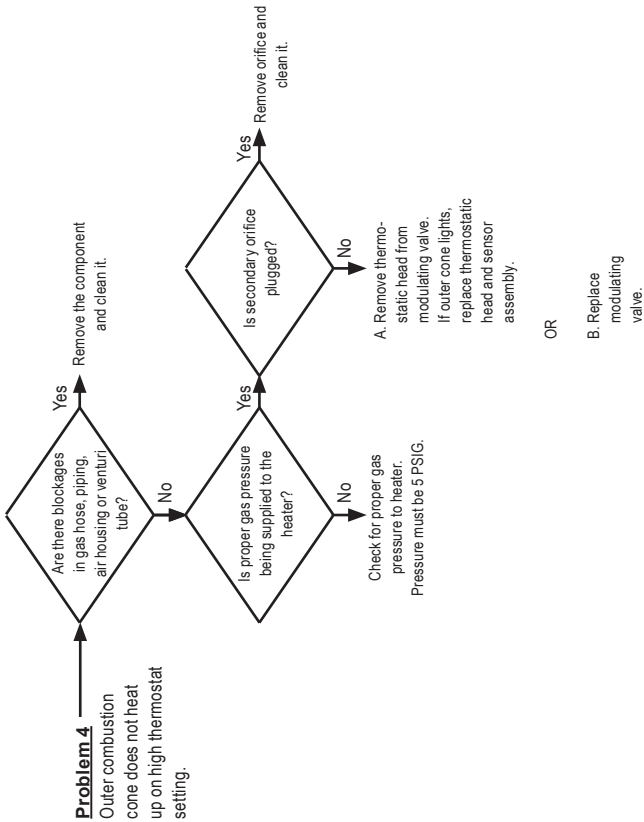 Problem 4
Outer combustion
cone does not heat
up on high thermostat
setting.
Are there blockages
in gas hose, piping,
air housing or venturi
tube?
Yes
Remove the component
and clean it.
No
Is proper gas pressure
being supplied to the
heater?
Yes
No
Check for proper gas
pressure to heater.
Pressure must be 5 PSIG.
Is secondary orifice
plugged?
Yes
Remove orifice and
clean it.
No
A. Remove thermo-
static head from
modulating valve.
If outer cone lights,
replace thermostatic
head and sensor
assembly.
OR
B. Replace
modulating
valve.